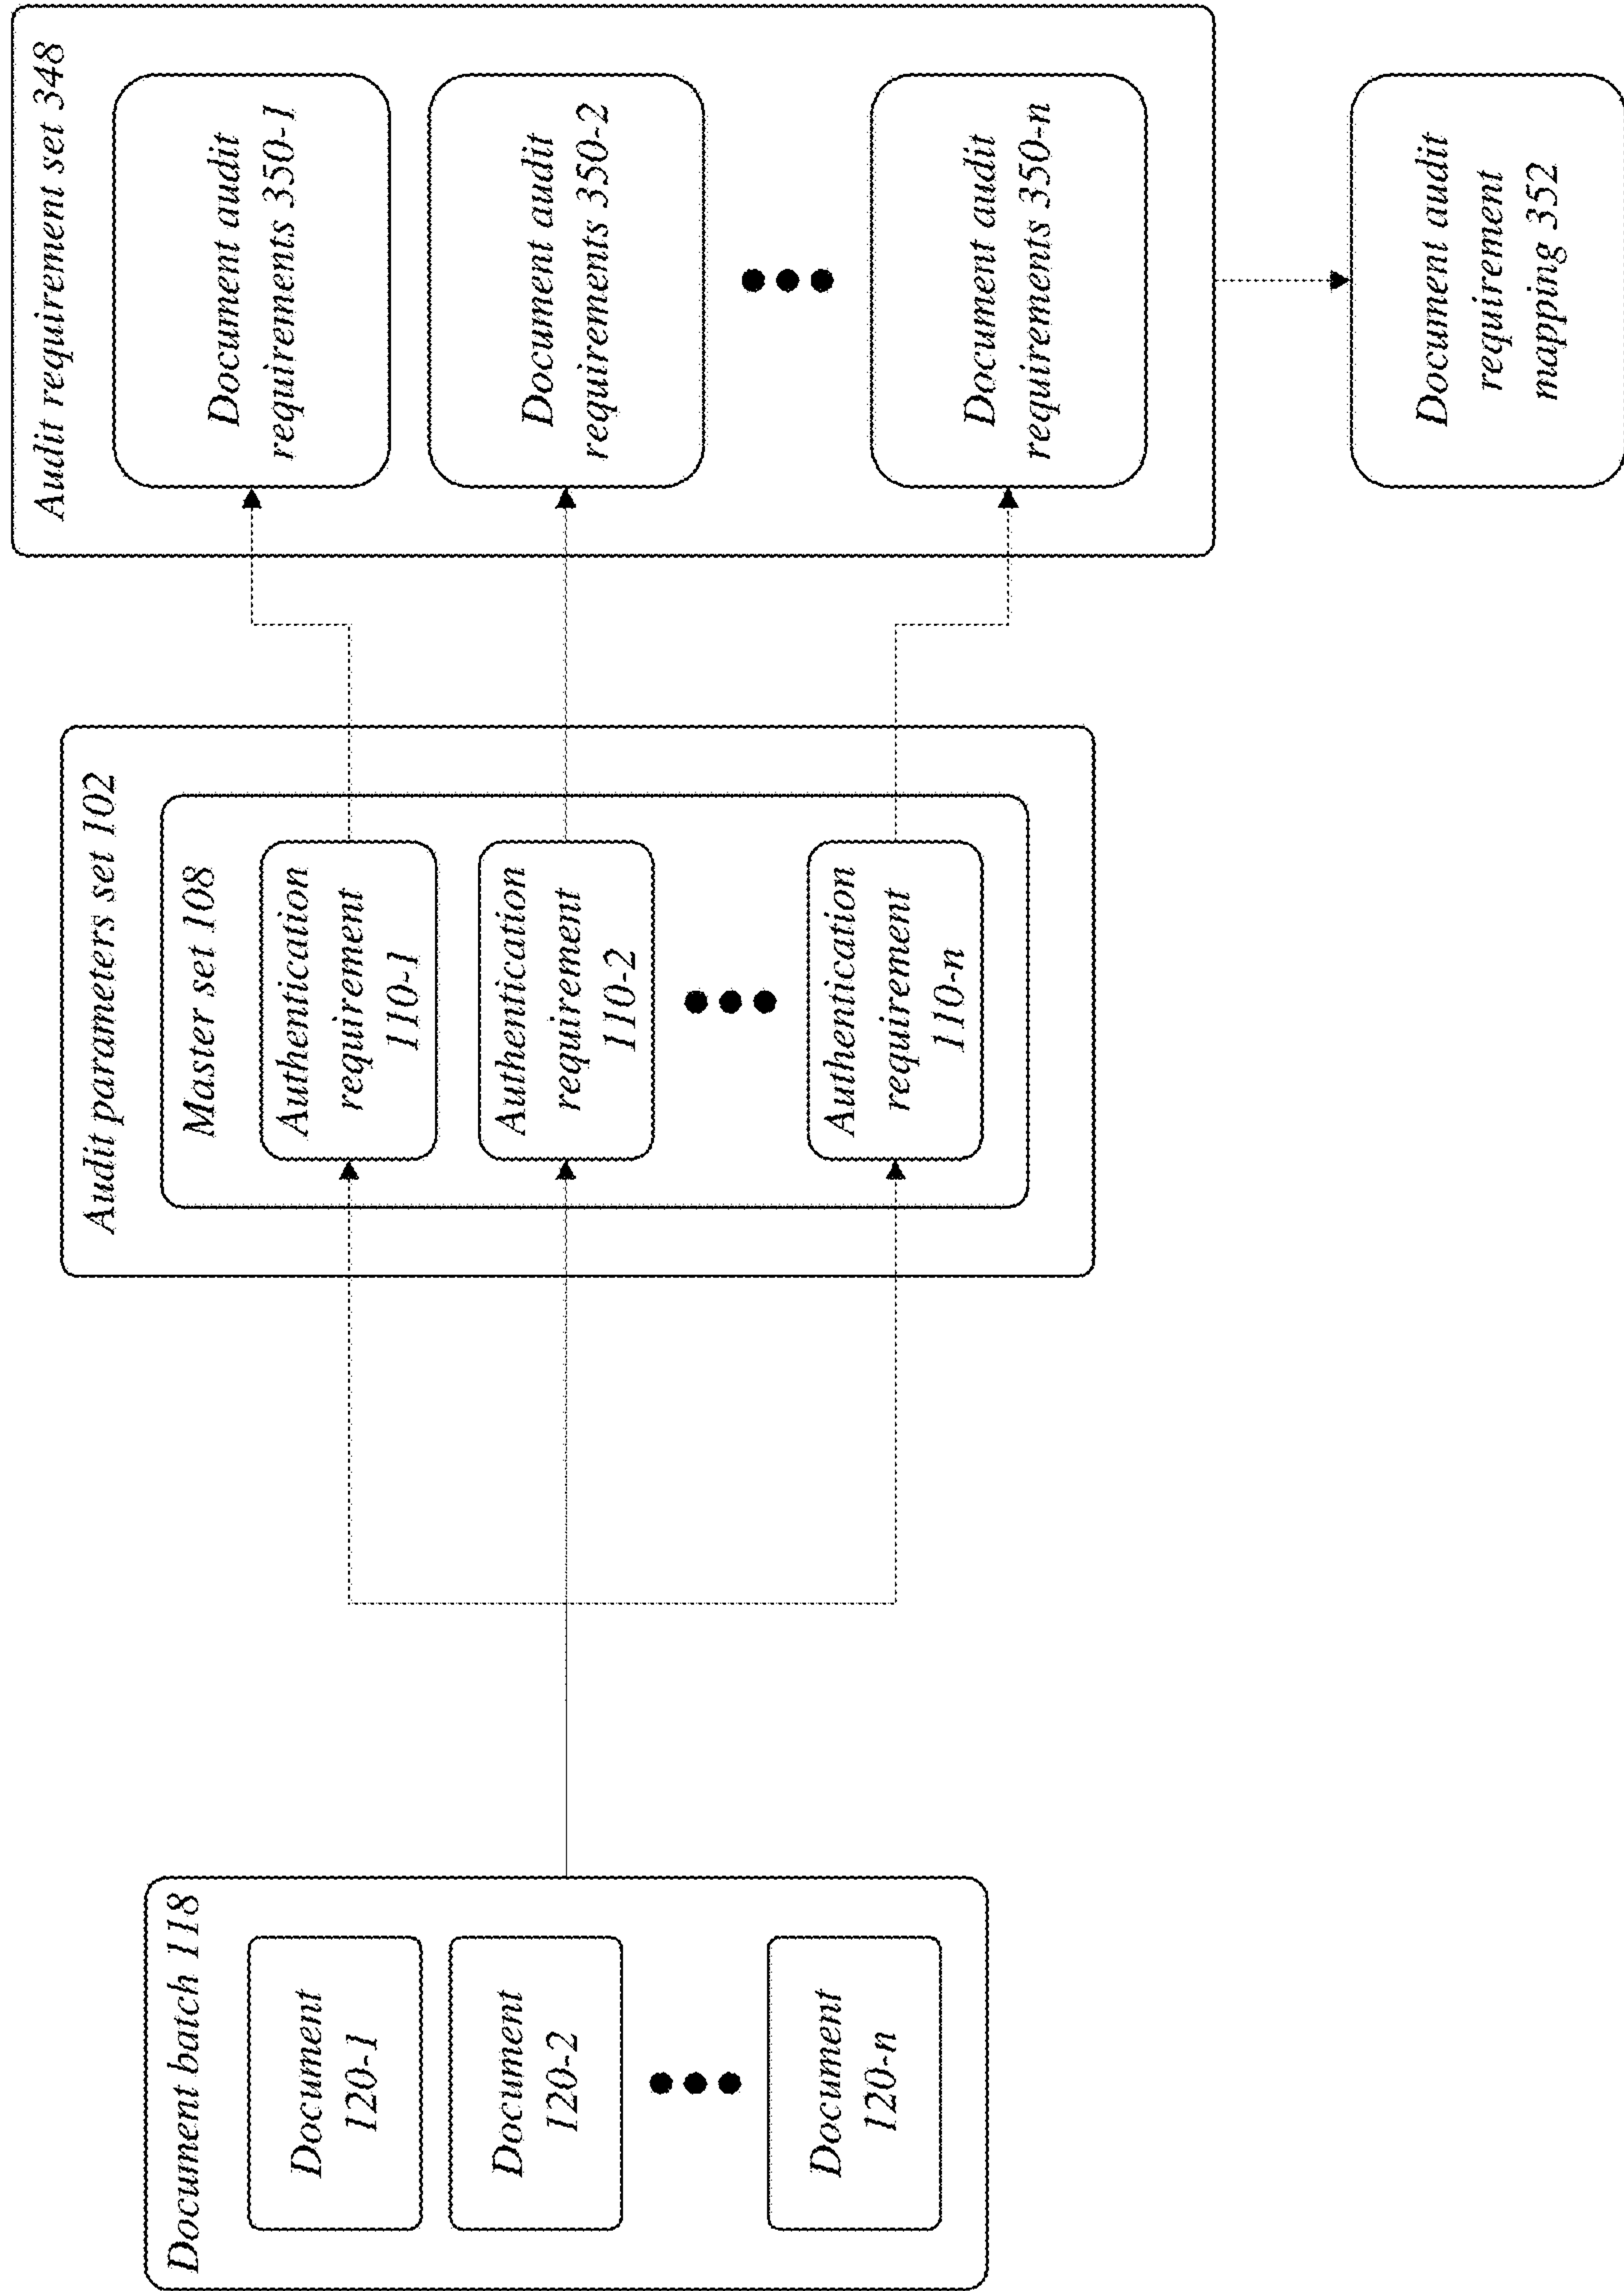 Document batch 118
Document
120-1
Document
120-2
Document
120-n
Audit parameters set 102
Master set 108
Authentication
requirement
110-1
Authentication
requirement
110-2
Authentication
requirement
110-n
Audit requirement set 348
Document audit
requirements 350-1
Document audit
requirements 350-2
Document audit
requirements 350-n
Document audit
requirement
mapping 352